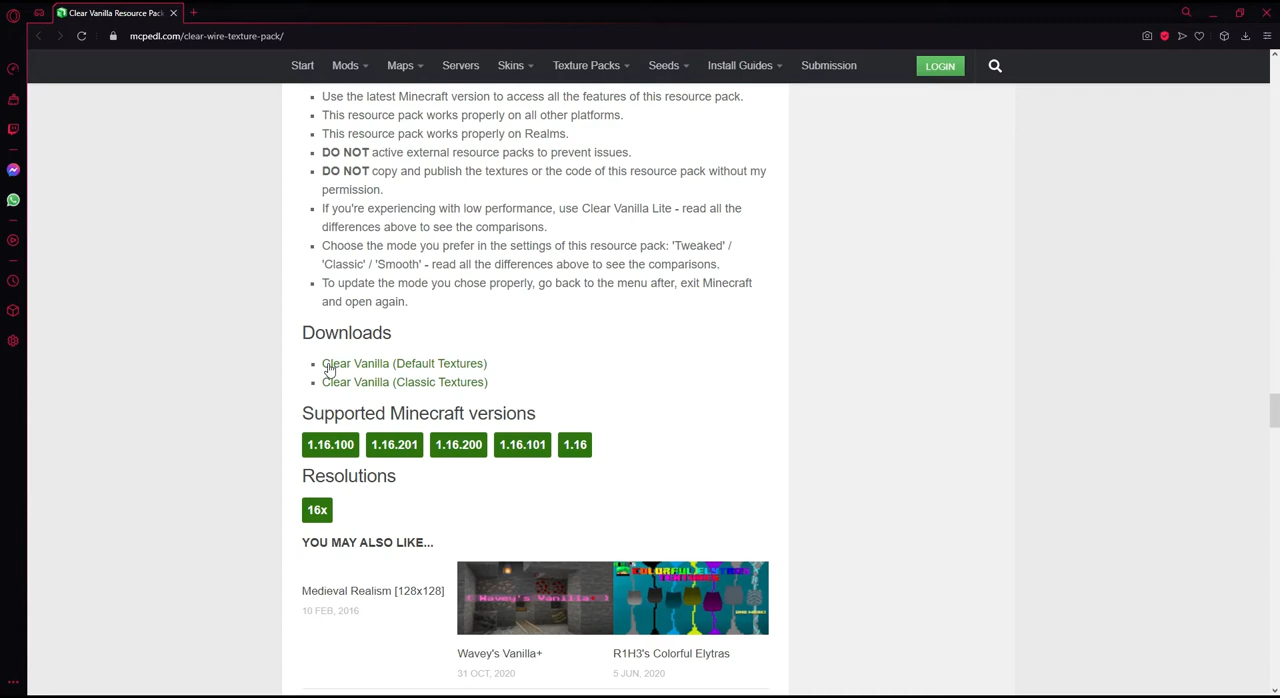 Clear Vanilla Resource Pack
mcpedl.com/clear-wire-texture-pack/
Start Mods Maps Servers Skins Texture Packs Seeds Install Guides Submission LOGIN
Use the latest Minecraft version to access all the features of this resource pack.
This resource pack works properly on all other platforms.
This resource pack works properly on Realms.
DO NOT active external resource packs to prevent issues.
DO NOT copy and publish the textures or the code of this resource pack without my
permission.
If you're experiencing with low performance, use Clear Vanilla Lite - read all the
differences above to see the comparisons.
Choose the mode you prefer in the settings of this resource pack: 'Tweaked' /
'Classic' / 'Smooth' - read all the differences above to see the comparisons.
To update the mode you chose properly, go back to the menu after, exit Minecraft
and open again.
Downloads
Clear Vanilla (Default Textures)
Clear Vanilla (Classic Textures)
Supported Minecraft versions
1.16.100 1.16.201 1.16.200 1.16.101 1.16
Resolutions
16x
YOU MAY ALSO LIKE...
Medieval Realism [128x128]
10 FEB, 2016
[ Wavey's Vanilla+ ]
COLORFUL ELYTRAS
Wavey's Vanilla+
31 OCT, 2020
R1H3's Colorful Elytras
5 JUN, 2020